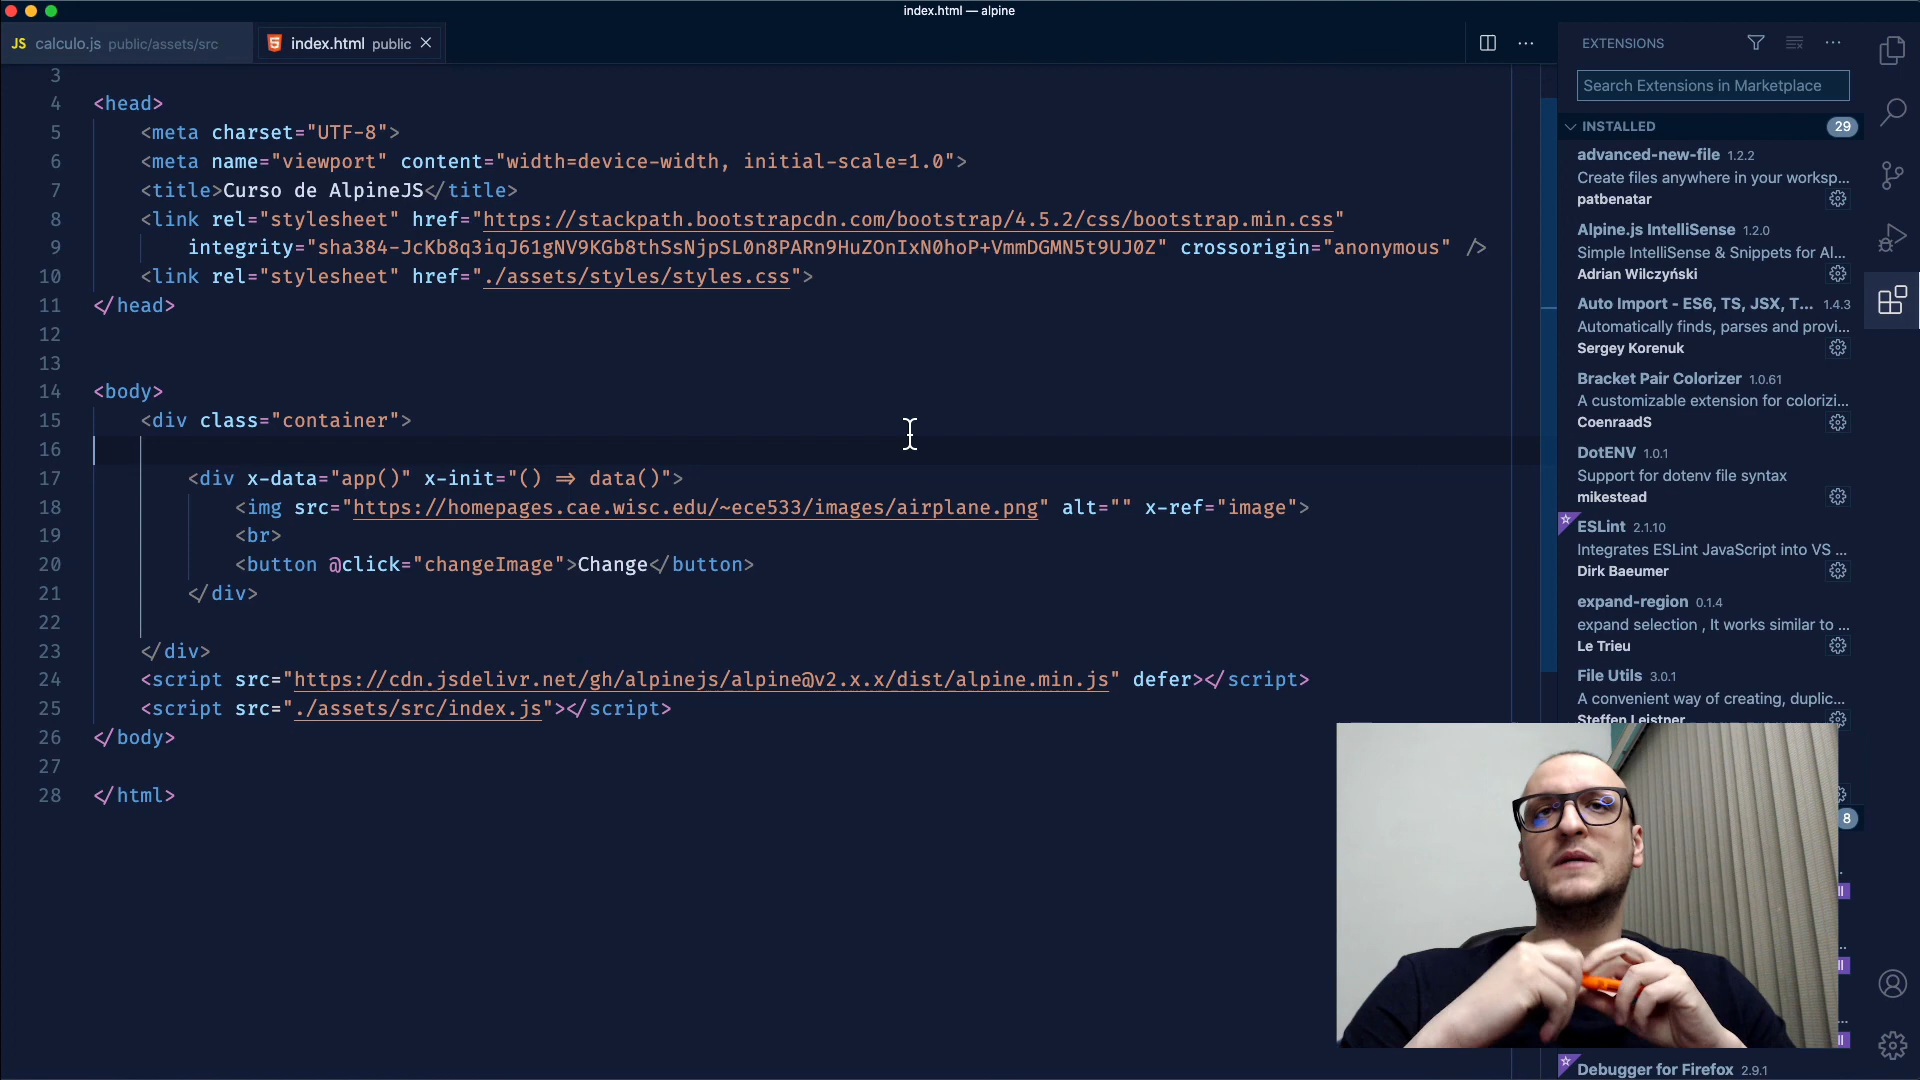 index.html — alpine
JS calculo.js public/assets/src
index.html public
3
4 <head>
5 <meta charset="UTF-8">
6 <meta name="viewport" content="width=device-width, initial-scale=1.0">
7 <title>Curso de AlpineJS</title>
8 <link rel="stylesheet" href="https://stackpath.bootstrapcdn.com/bootstrap/4.5.2/css/bootstrap.min.css"
9 integrity="sha384-JcKb8q3iqJ61gNV9KGb8thSsNjpSL0n8PARn9HuZOnIxN0hoP+VmmDGMN5t9UJ0Z" crossorigin="anonymous" />
10 <link rel="stylesheet" href="./assets/styles/styles.css">
11 </head>
12
13
14 <body>
15 <div class="container">
16
17 <div x-data="app()" x-init="() => data()">
18 <img src="https://homepages.cae.wisc.edu/~ece533/images/airplane.png" alt="" x-ref="image">
19 <br>
20 <button @click="changeImage">Change</button>
21 </div>
22
23 </div>
24 <script src="https://cdn.jsdelivr.net/gh/alpinejs/alpine@v2.x.x/dist/alpine.min.js" defer></script>
25 <script src="./assets/src/index.js"></script>
26 </body>
27
28 </html>
EXTENSIONS
Search Extensions in Marketplace
INSTALLED 29
advanced-new-file 1.2.2
Create files anywhere in your worksp...
patbenatar
Alpine.js IntelliSense 1.2.0
Simple IntelliSense & Snippets for Al...
Adrian Wilczyński
Auto Import - ES6, TS, JSX, T... 1.4.3
Automatically finds, parses and provi...
Sergey Korenuk
Bracket Pair Colorizer 1.0.61
A customizable extension for colorizi...
CoenraadS
DotENV 1.0.1
Support for dotenv file syntax
mikestead
ESLint 2.1.10
Integrates ESLint JavaScript into VS ...
Dirk Baeumer
expand-region 0.1.4
expand selection , It works similar to ...
Le Trieu
File Utils 3.0.1
A convenient way of creating, duplic...
Steffen Leistner
8
Debugger for Firefox 2.9.1